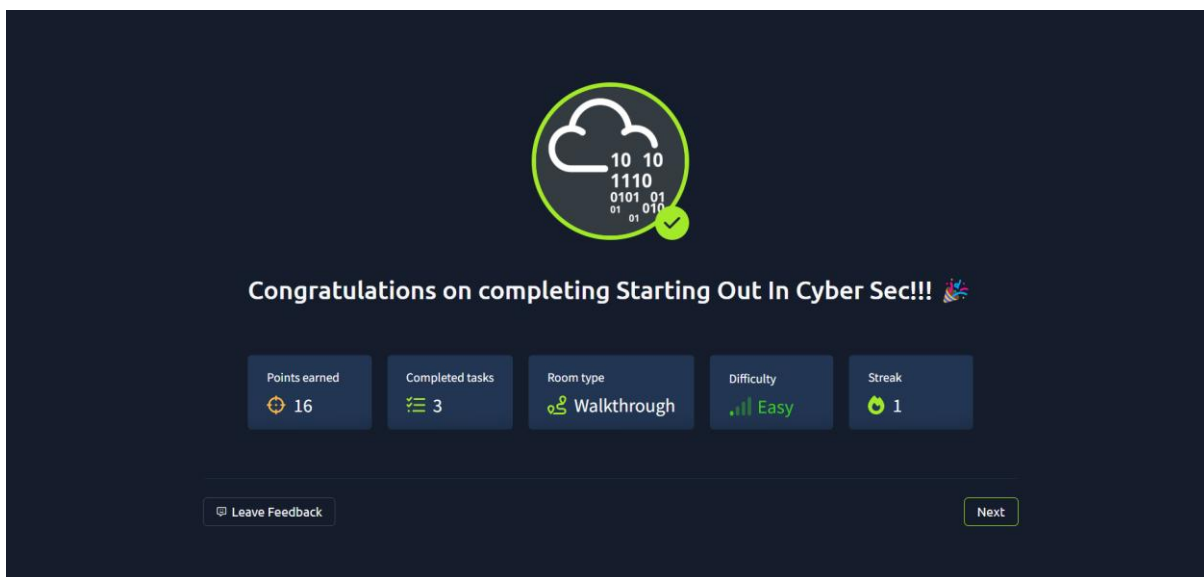 10 10
1110
0101 01
01 010
01
Congratulations on completing Starting Out In Cyber Sec!!! 🎉
Points earned
16
Completed tasks
3
Room type
Walkthrough
Difficulty
Easy
Streak
1
Leave Feedback
Next